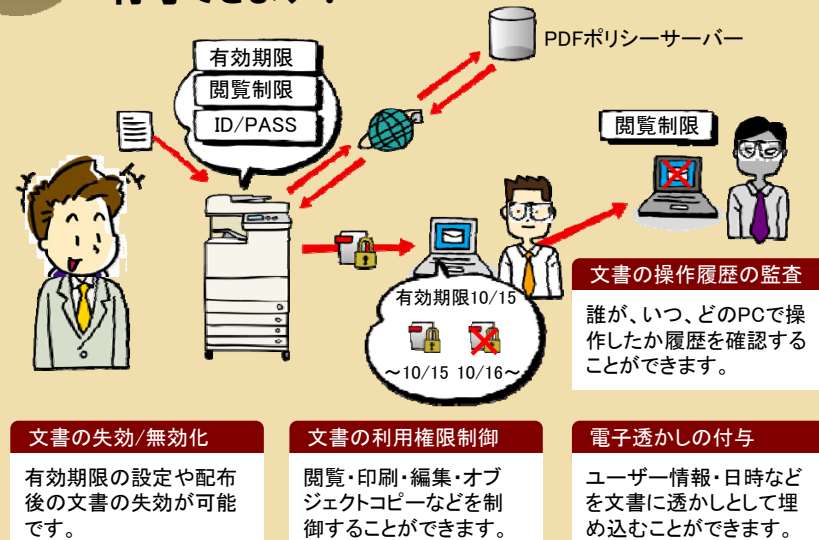 PDFポリシーサーバー
有効期限
閲覧制限
ID/PASS
閲覧制限
有効期限10/15
～10/15 10/16～
文書の操作履歴の監査
誰が、いつ、どのPCで操
作したか履歴を確認する
ことができます。
文書の失効/無効化
有効期限の設定や配布
後の文書の失効が可能
です。
文書の利用権限制御
閲覧・印刷・編集・オブ
ジェクトコピーなどを制
御することができます。
電子透かしの付与
ユーザー情報・日時など
を文書に透かしとして埋
め込むことができます。